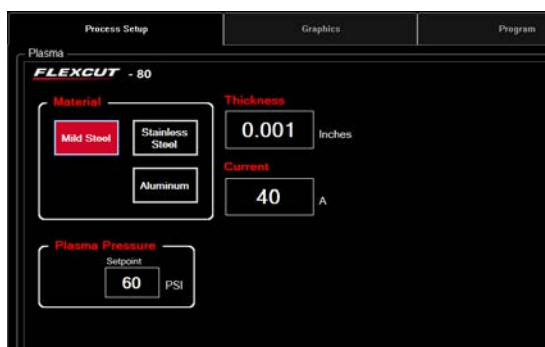 Process Setup Graphics Program
Plasma
FLEXCUT - 80
Material
Mild Steel
Stainless
Steel
Aluminum
Thickness
0.001 Inches
Current
40 A
Plasma Pressure
Setpoint
60 PSI